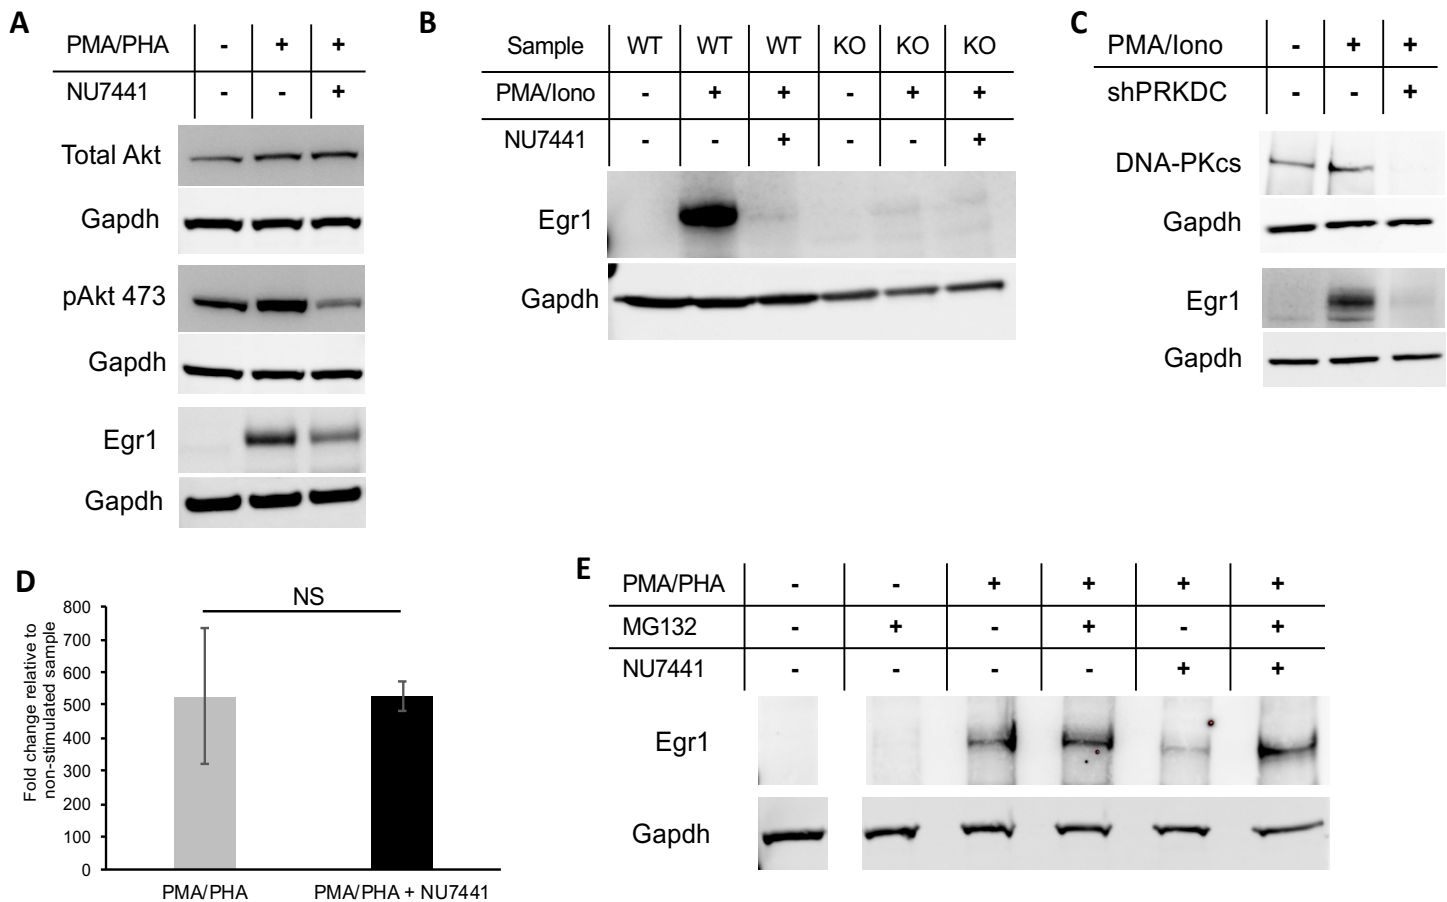 A
PMA/PHA - + +
NU7441 - - +
Total Akt
Gapdh
pAkt 473
Gapdh
Egr1
Gapdh
B
Sample WT WT WT KO KO KO
PMA/Iono - + + - + +
NU7441 - - + - - +
Egr1
Gapdh
C
PMA/Iono - + +
shPRKDC - - +
DNA-PKcs
Gapdh
Egr1
Gapdh
D
NS
Fold change relative to
non-stimulated sample
800
700
600
500
400
300
200
100
0
PMA/PHA PMA/PHA + NU7441
E
PMA/PHA - - + + + +
MG132 - + - + - +
NU7441 - - - - + +
Egr1
Gapdh